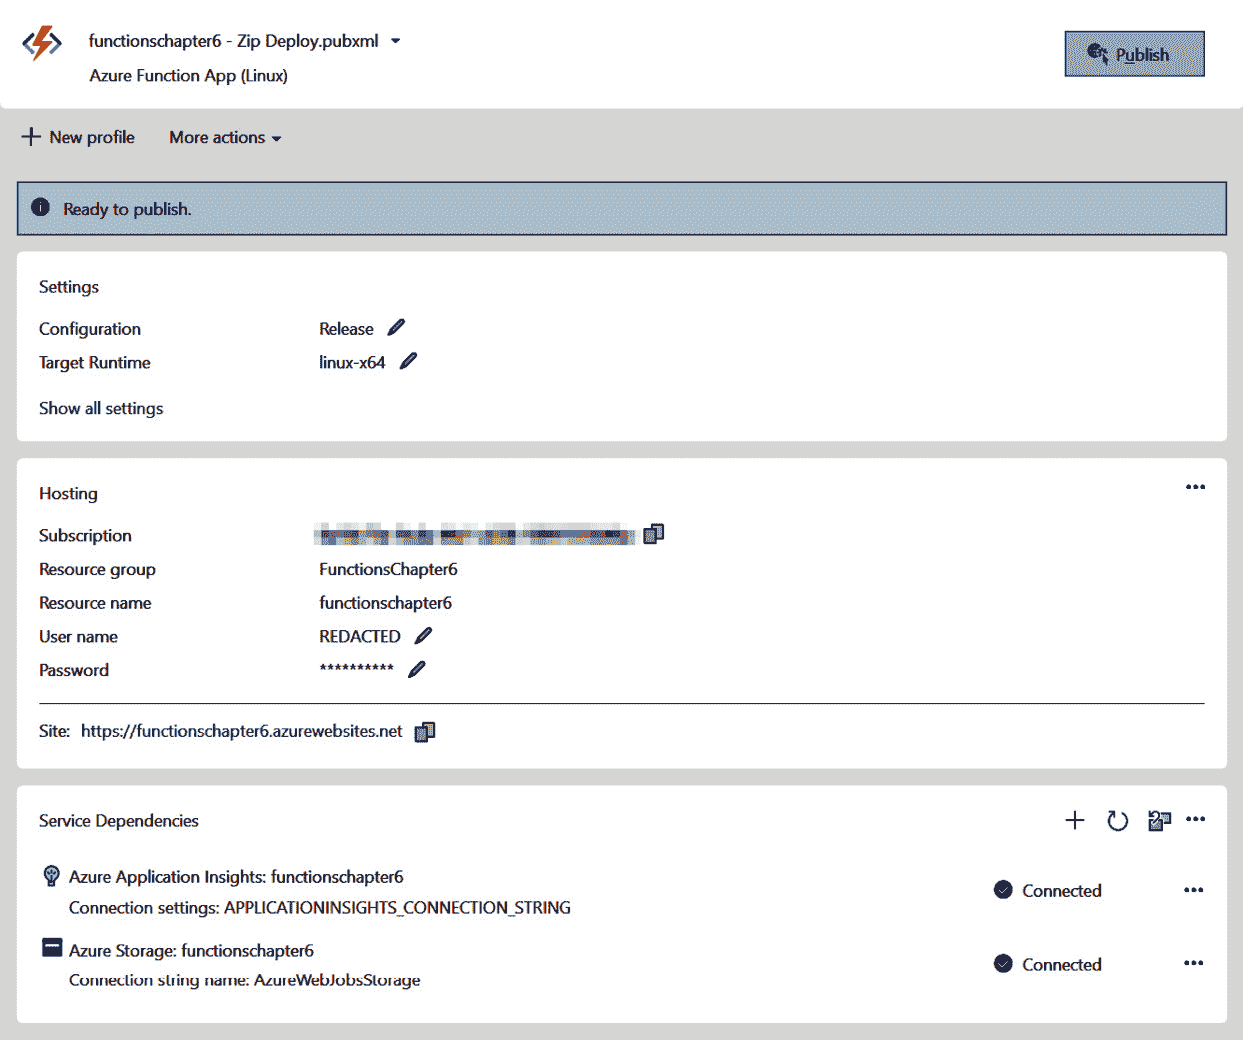 functionschapter6 - Zip Deploy.pubxml
Azure Function App (Linux)
Publish
New profile More actions
Ready to publish.
Settings
Configuration Release
Target Runtime linux-x64
Show all settings
Hosting
Subscription
Resource group FunctionsChapter6
Resource name functionschapter6
User name REDACTED
Password **********
Site: https://functionschapter6.azurewebsites.net
Service Dependencies
Azure Application Insights: functionschapter6
Connection settings: APPLICATIONINSIGHTS_CONNECTION_STRING
Connected
Azure Storage: functionschapter6
Connection string name: AzureWebJobsStorage
Connected